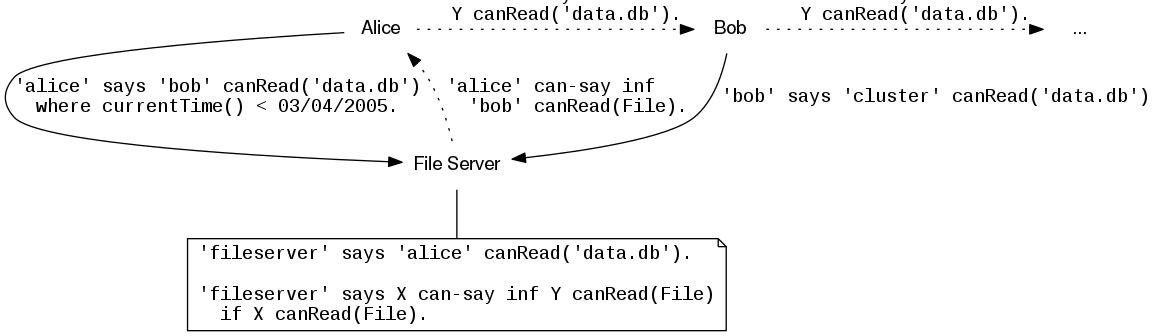 Y canRead('data.db'). Y canRead('data.db').
Alice Bob ...
'alice' says 'bob' canRead('data.db')
where currentTime() < 03/04/2005.
'alice' can-say inf
'bob' canRead(File).
'bob' says 'cluster' canRead('data.db')
File Server
'fileserver' says 'alice' canRead('data.db').
'fileserver' says X can-say inf Y canRead(File)
if X canRead(File).